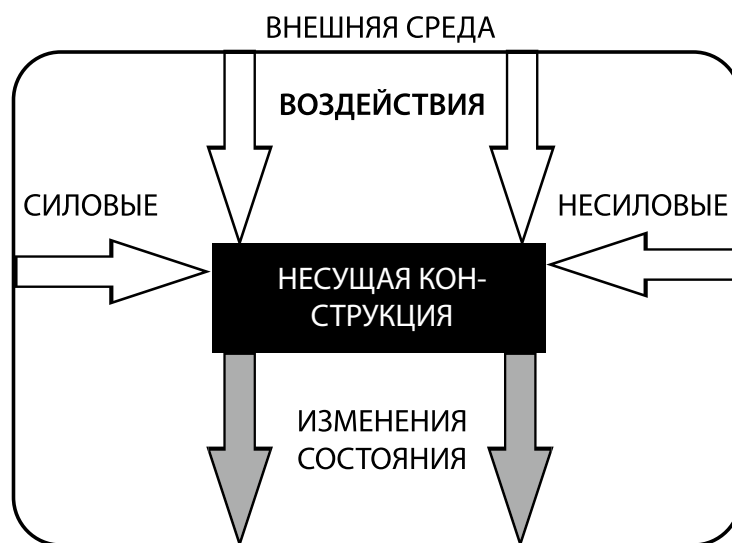 ВНЕШНЯЯ СРЕДА
ВОЗДЕЙСТВИЯ
СИЛОВЫЕ
НЕСИЛОВЫЕ
НЕСУЩАЯ КОН-
СТРУКЦИЯ
ИЗМЕНЕНИЯ
СОСТОЯНИЯ